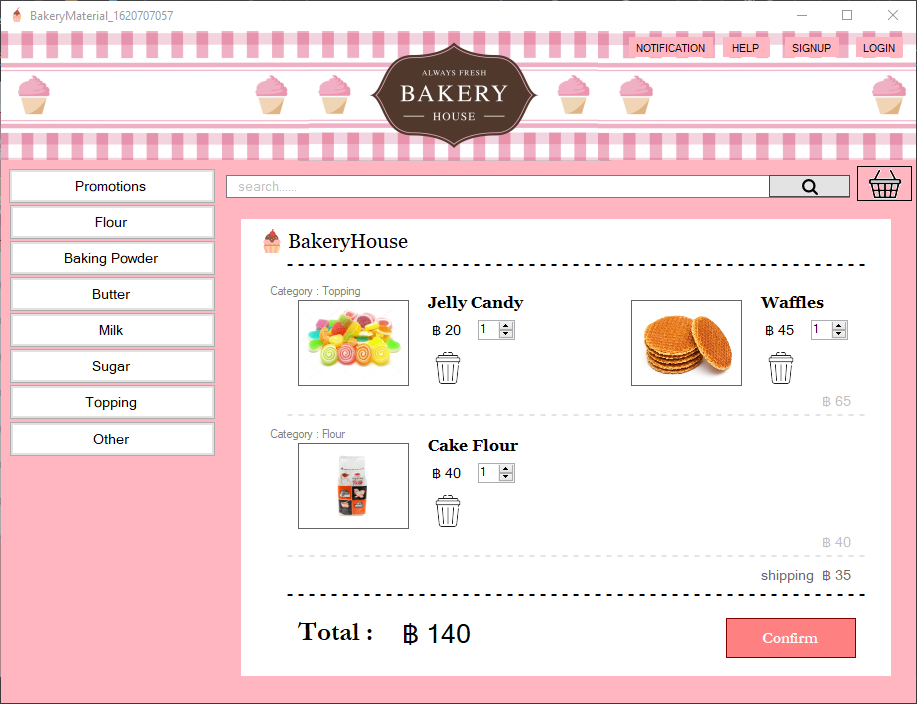 BakeryMaterial_1620707057
NOTIFICATION
HELP
SIGNUP
LOGIN
ALWAYS FRESH
BAKERY
HOUSE
Promotions
Flour
Baking Powder
Butter
Milk
Sugar
Topping
Other
search......
BakeryHouse
Category : Topping
Jelly Candy
฿ 20
1
Waffles
฿ 45
1
฿ 65
Category : Flour
Cake Flour
฿ 40
1
฿ 40
shipping ฿ 35
Total : ฿ 140
Confirm